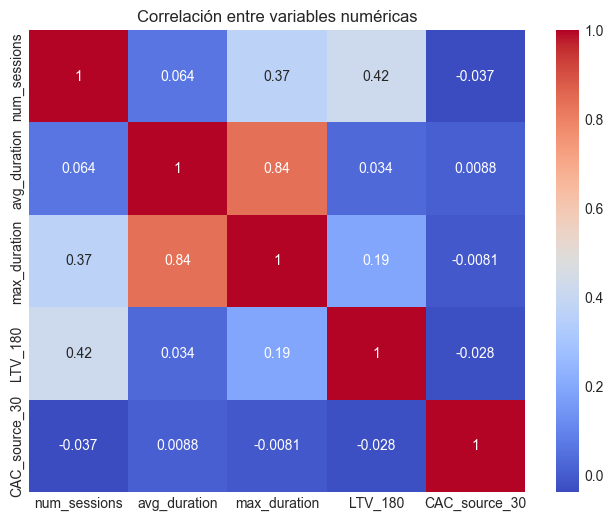 Correlación entre variables numéricas
num_sessions
1
0.064
0.37
0.42
-0.037
avg_duration
0.064
1
0.84
0.034
0.0088
max_duration
0.37
0.84
1
0.19
-0.0081
LTV_180
0.42
0.034
0.19
1
-0.028
CAC_source_30
-0.037
0.0088
-0.0081
-0.028
1
num_sessions
avg_duration
max_duration
LTV_180
CAC_source_30
1.0
0.8
0.6
0.4
0.2
0.0